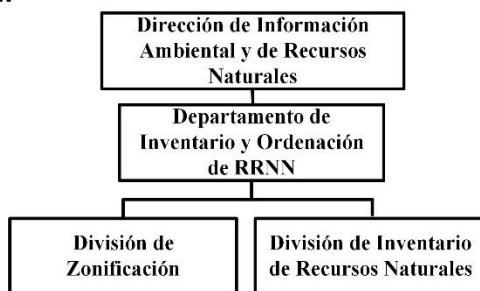 Dirección de Información
Ambiental y de Recursos
Naturales
Departamento de
Inventario y Ordenación
de RRNN
División de
Zonificación
División de Inventario
de Recursos Naturales